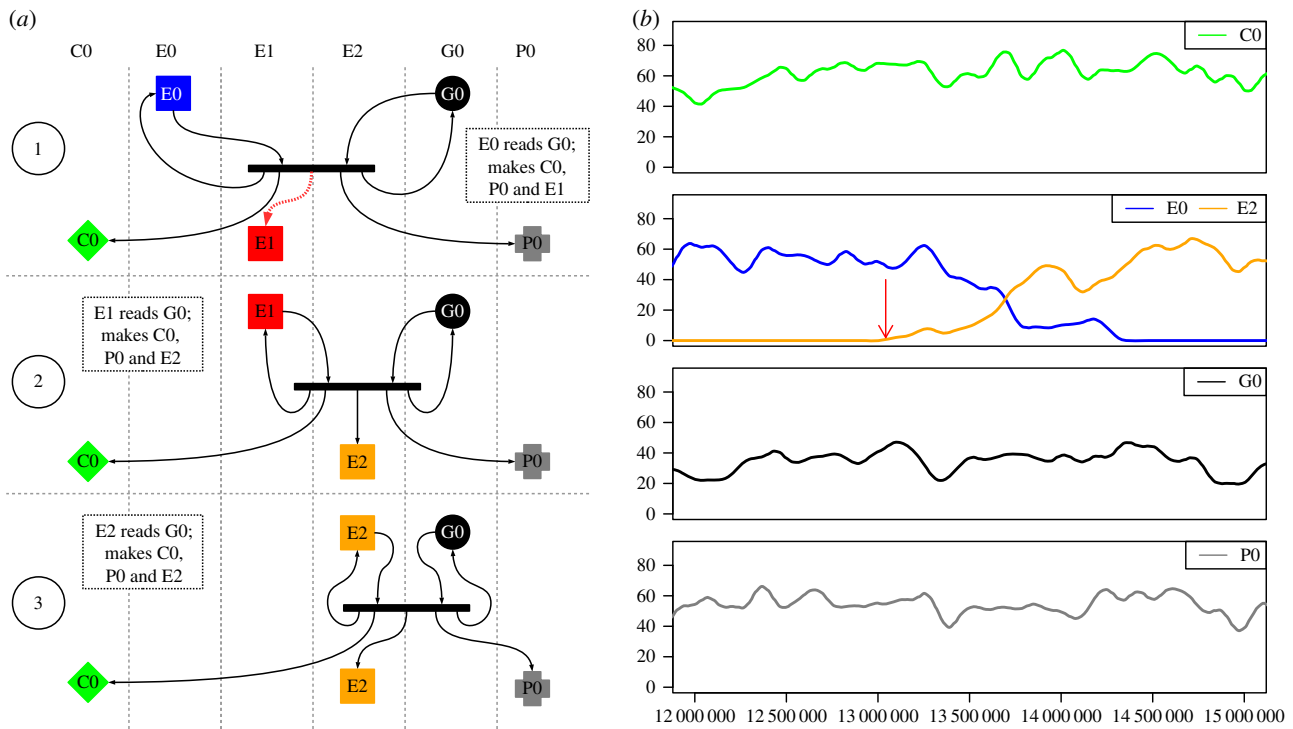 (a)
C0 E0 E1 E2 G0 P0
E0
G0
1
E0 reads G0;
makes C0,
P0 and E1
C0
E1
P0
E1 reads G0;
makes C0,
P0 and E2
E1
G0
2
C0
E2
P0
E2 reads G0;
makes C0,
P0 and E2
E2
G0
3
C0
E2
P0
(b)
C0
80
60
40
20
0
E0 E2
80
60
40
20
0
G0
80
60
40
20
0
P0
80
60
40
20
0
12 000 000 12 500 000 13 000 000 13 500 000 14 000 000 14 500 000 15 000 000